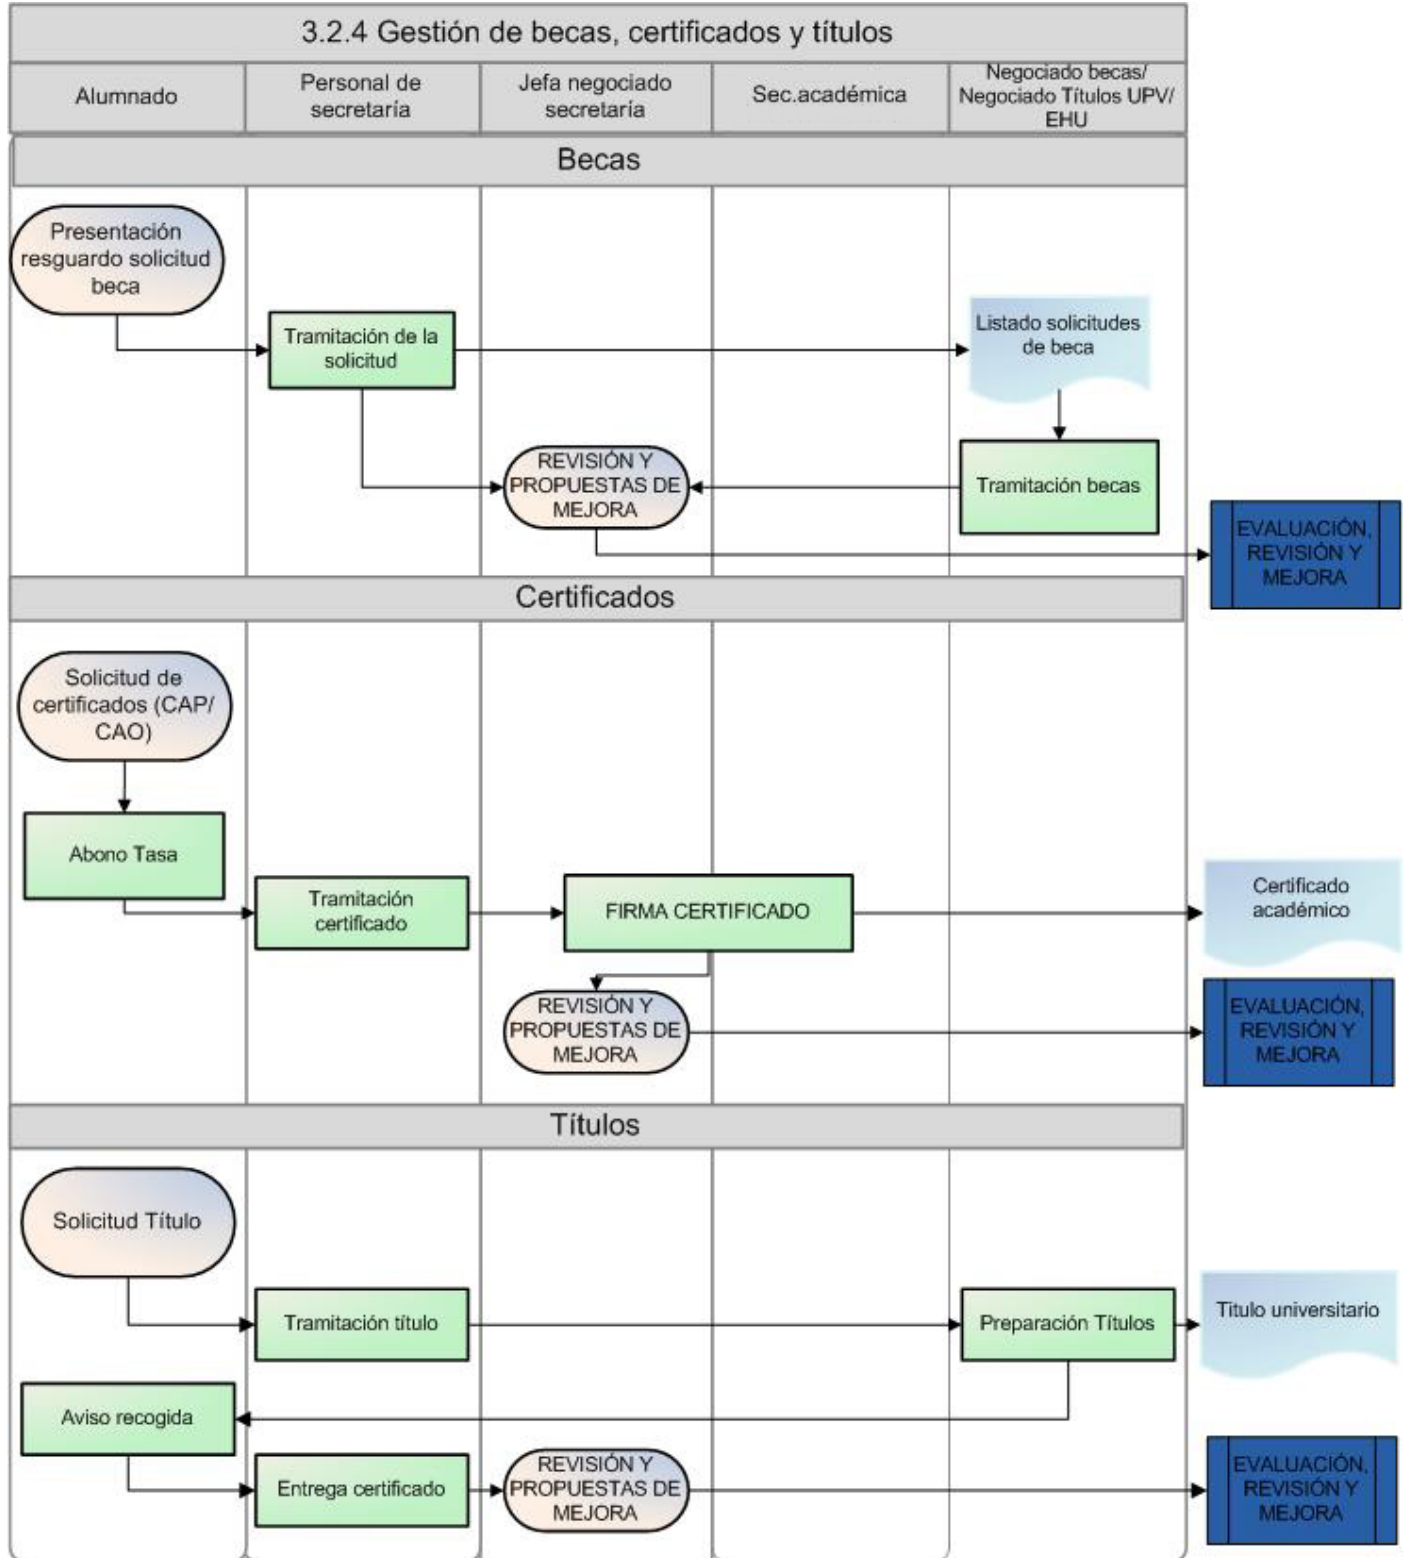 3.2.4 Gestión de becas, certificados y títulos
Alumnado
Personal de
secretaría
Jefa negociado
secretaría
Sec.académica
Negociado becas/
Negociado Títulos UPV/
EHU
Becas
Presentación
resguardo solicitud
beca
Tramitación de la
solicitud
Listado solicitudes
de beca
REVISIÓN Y
PROPUESTAS DE
MEJORA
Tramitación becas
EVALUACIÓN,
REVISIÓN Y
MEJORA
Certificados
Solicitud de
certificados (CAP/
CAO)
Abono Tasa
Tramitación
certificado
FIRMA CERTIFICADO
Certificado
académico
REVISIÓN Y
PROPUESTAS DE
MEJORA
EVALUACIÓN,
REVISIÓN Y
MEJORA
Títulos
Solicitud Título
Tramitación título
Preparación Títulos
Titulo universitario
Aviso recogida
Entrega certificado
REVISIÓN Y
PROPUESTAS DE
MEJORA
EVALUACIÓN,
REVISIÓN Y
MEJORA